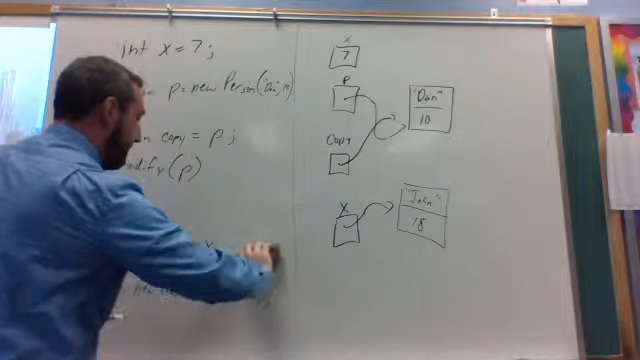 int x = 7;
p = new Person("Dan", 10)
copy = p;
modify(p)
x
x
7
p
"Dan"
10
Copy
x
"John"
18